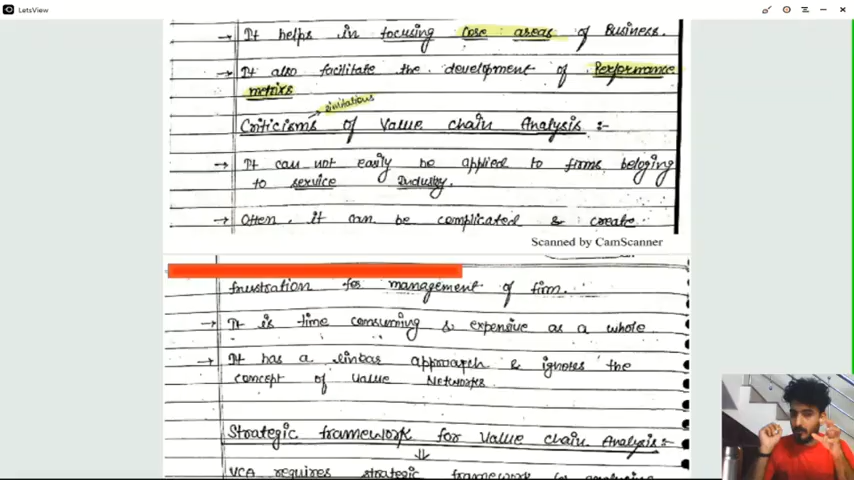 LetsView
→ It helps in focusing Core areas of Business.
→ It also facilitate the development of Performance
metrics
→ limitations
Criticisms of Value chain Analysis :-
→ It can not easily be applied to firms beloging
to service Industry.
→ Often, it can be complicated & create
Scanned by CamScanner
frustration for management of firm.
→ It is time consuming & expensive as a whole
→ It has a linear approach & ignores the
concept of Value Networks.
Strategic framework for Value chain Analysis :-
VCA requires strategic framework for analysing